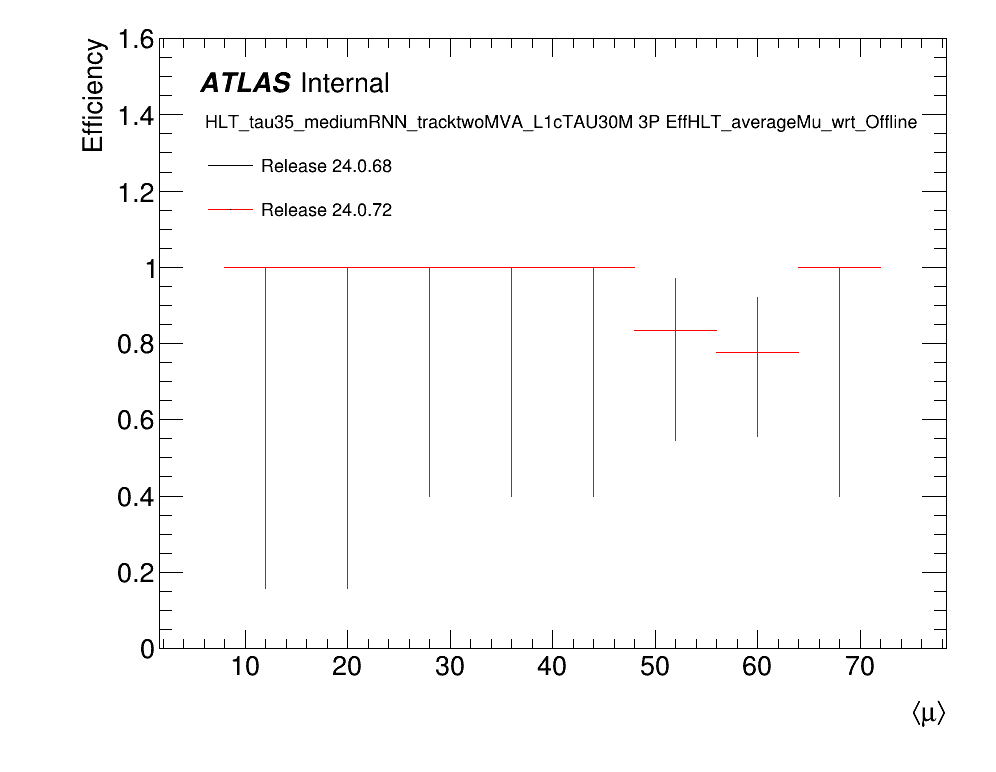 Efficiency
1.6
1.4
1.2
1
0.8
0.6
0.4
0.2
0
ATLAS Internal
HLT_tau35_mediumRNN_tracktwoMVA_L1cTAU30M 3P EffHLT_averageMu_wrt_Offline
Release 24.0.68
Release 24.0.72
10 20 30 40 50 60 70
⟨μ⟩